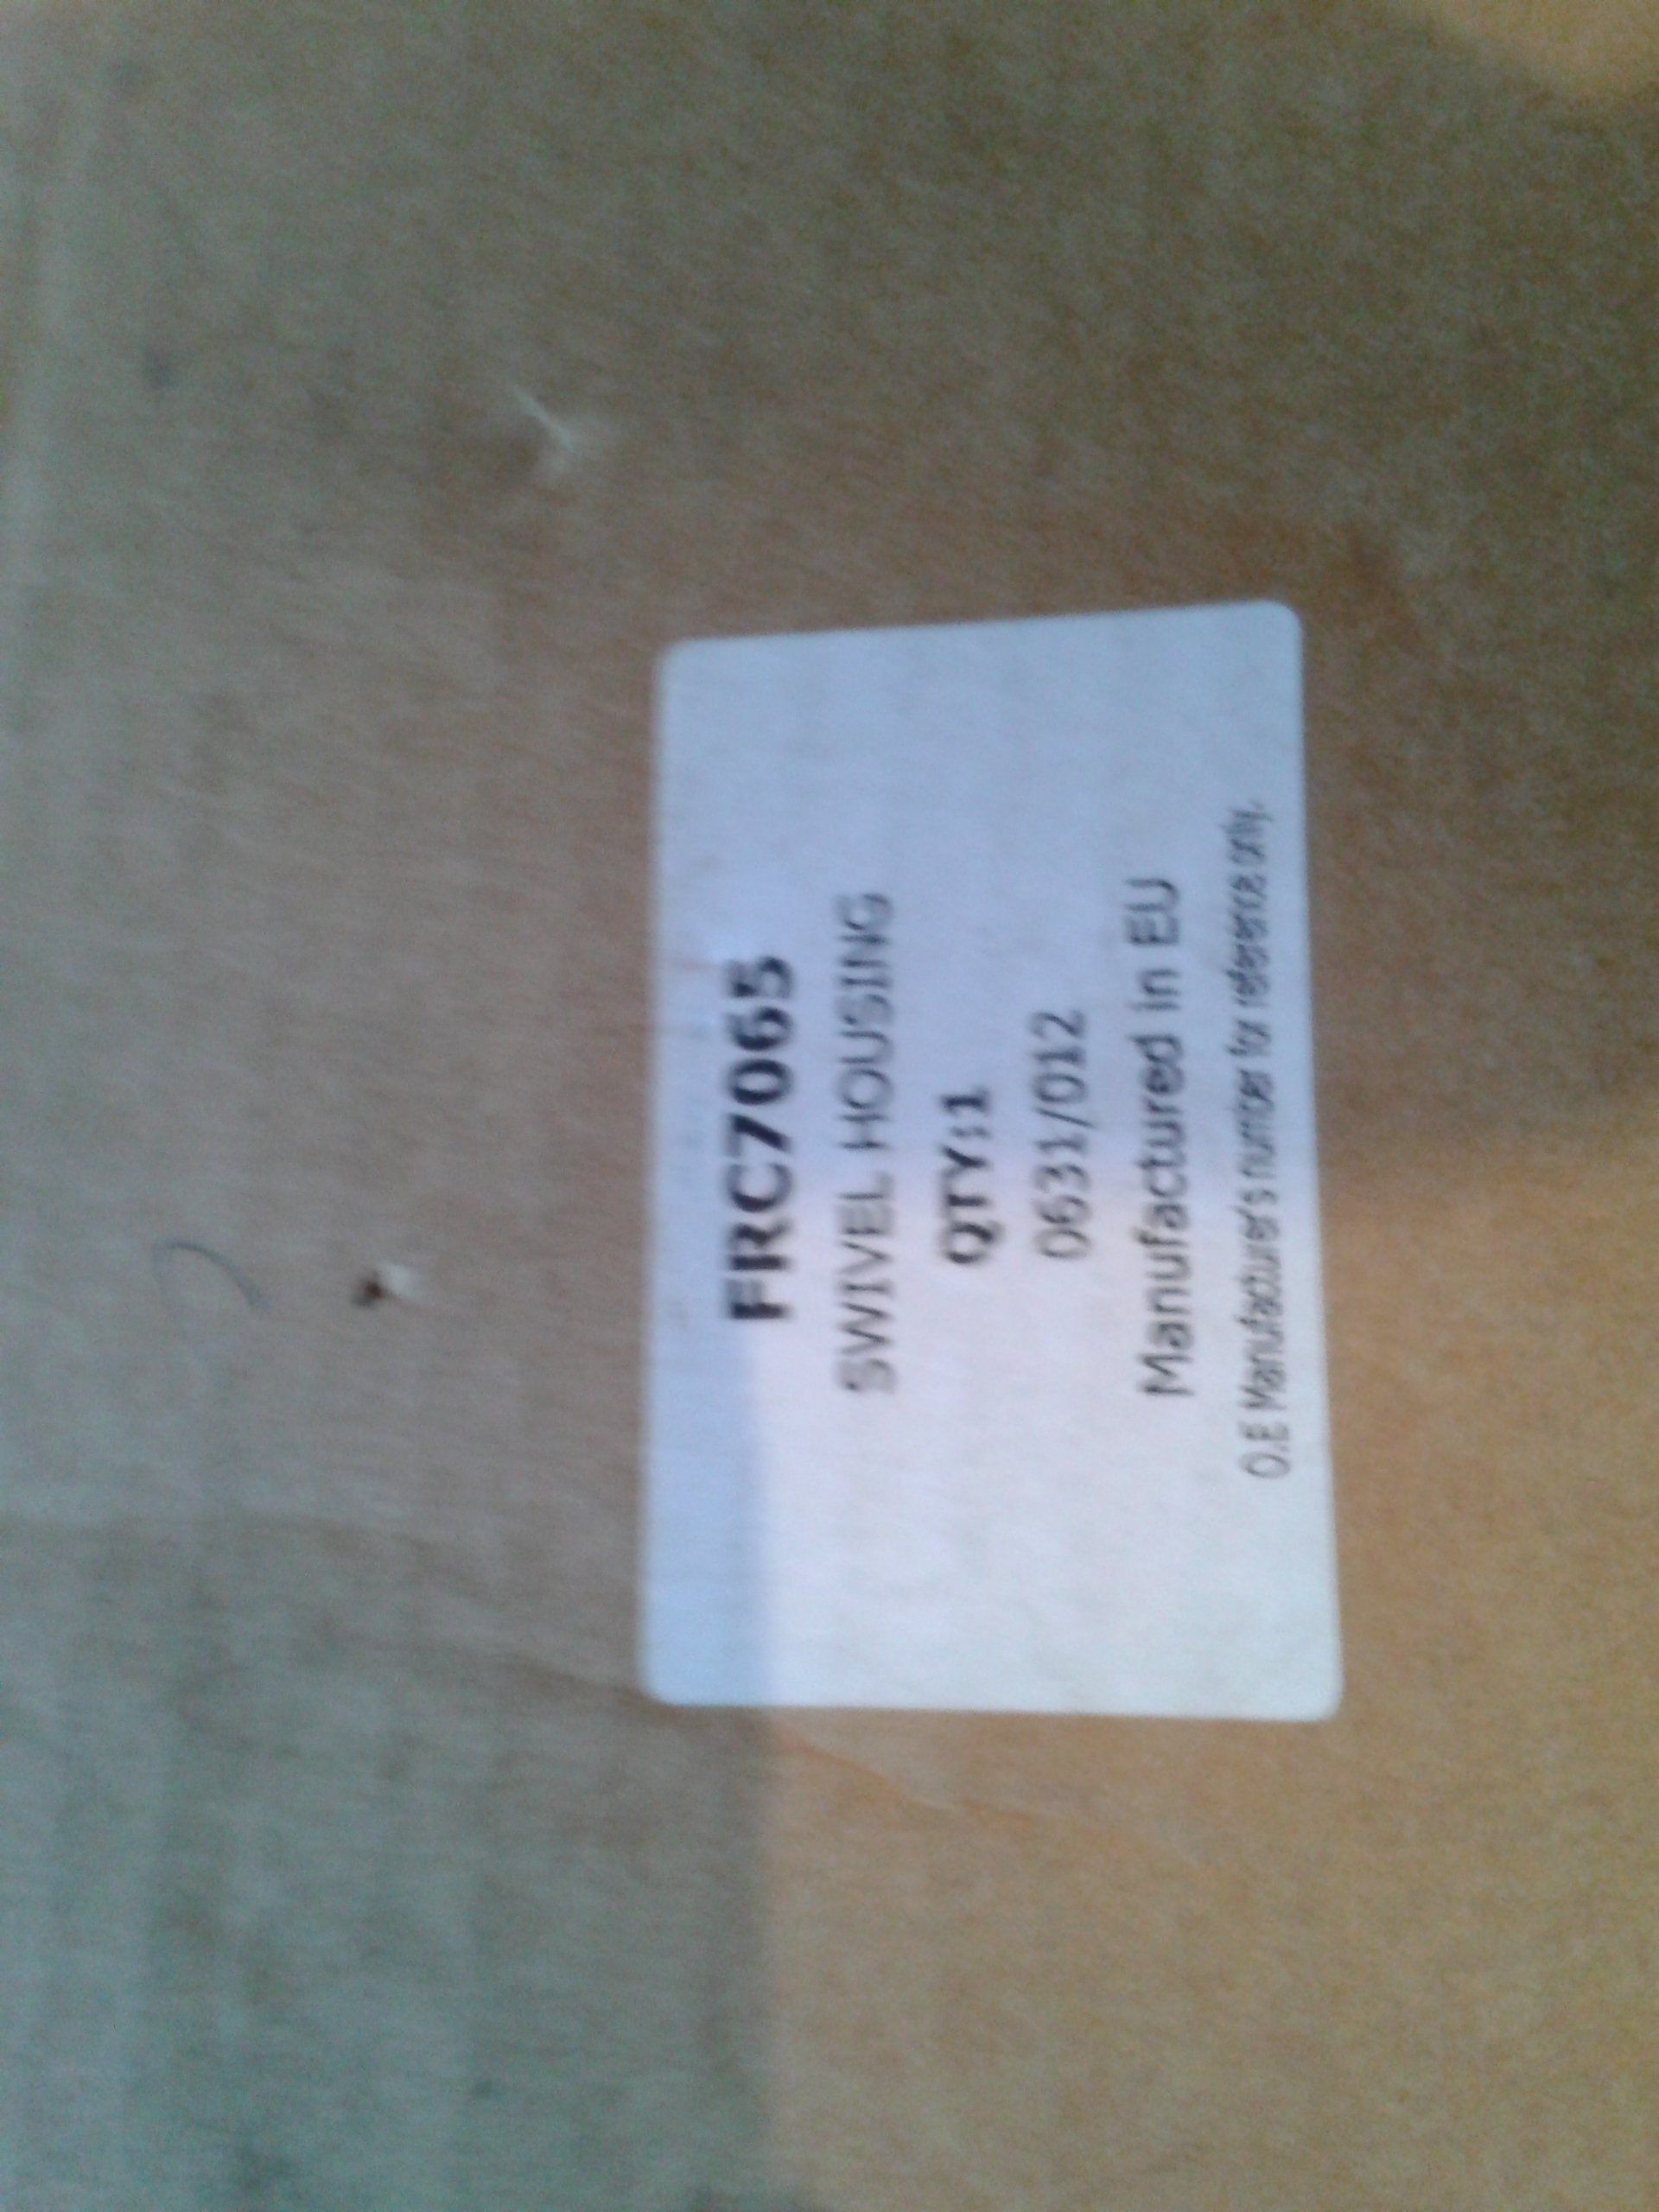 FRC7065
SWIVEL HOUSING
QTY:1
0631/012
Manufactured in EU
O.E Manufacturer's number for reference only.